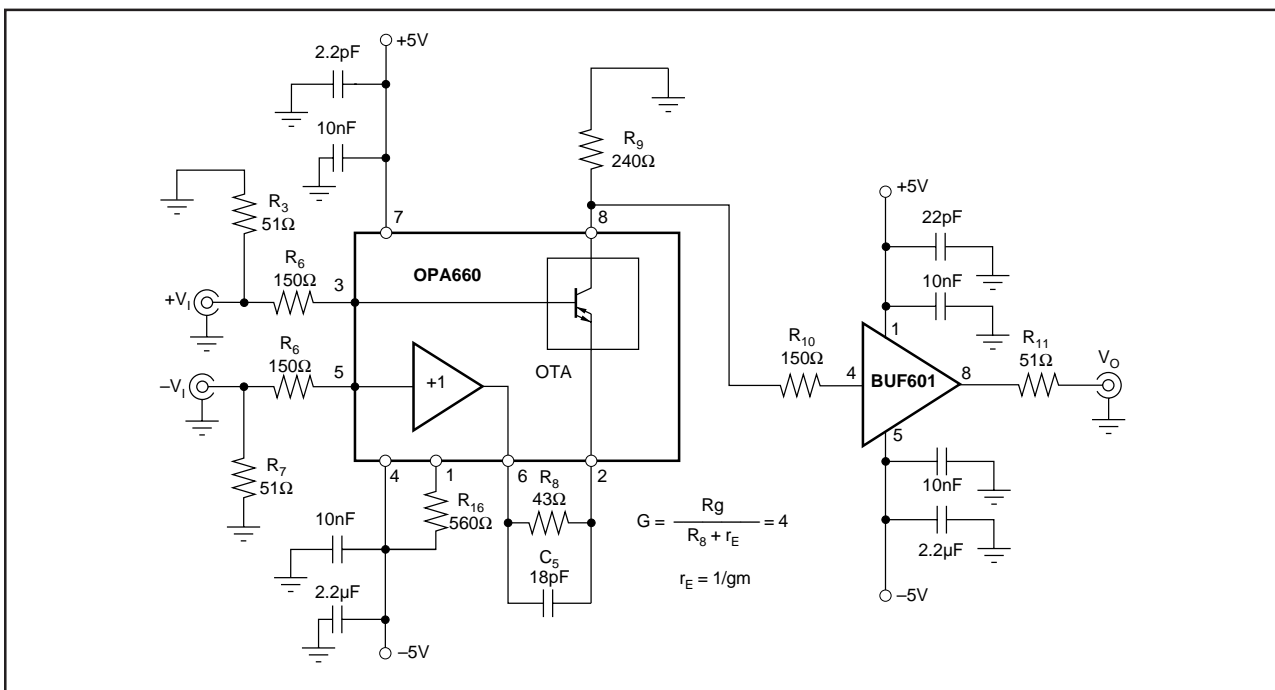 +5V
2.2pF
10nF
R9
240Ω
R3
51Ω
7
8
+5V
22pF
OPA660
R6
150Ω
3
+VI
10nF
1
R6
150Ω
5
–VI
+1
OTA
R10
150Ω
4
BUF601
8
R11
51Ω
VO
5
R7
51Ω
4
1
6
2
R8
43Ω
R16
560Ω
10nF
10nF
G = Rg / R8 + rE = 4
C5
18pF
rE = 1/gm
2.2µF
2.2µF
–5V
–5V